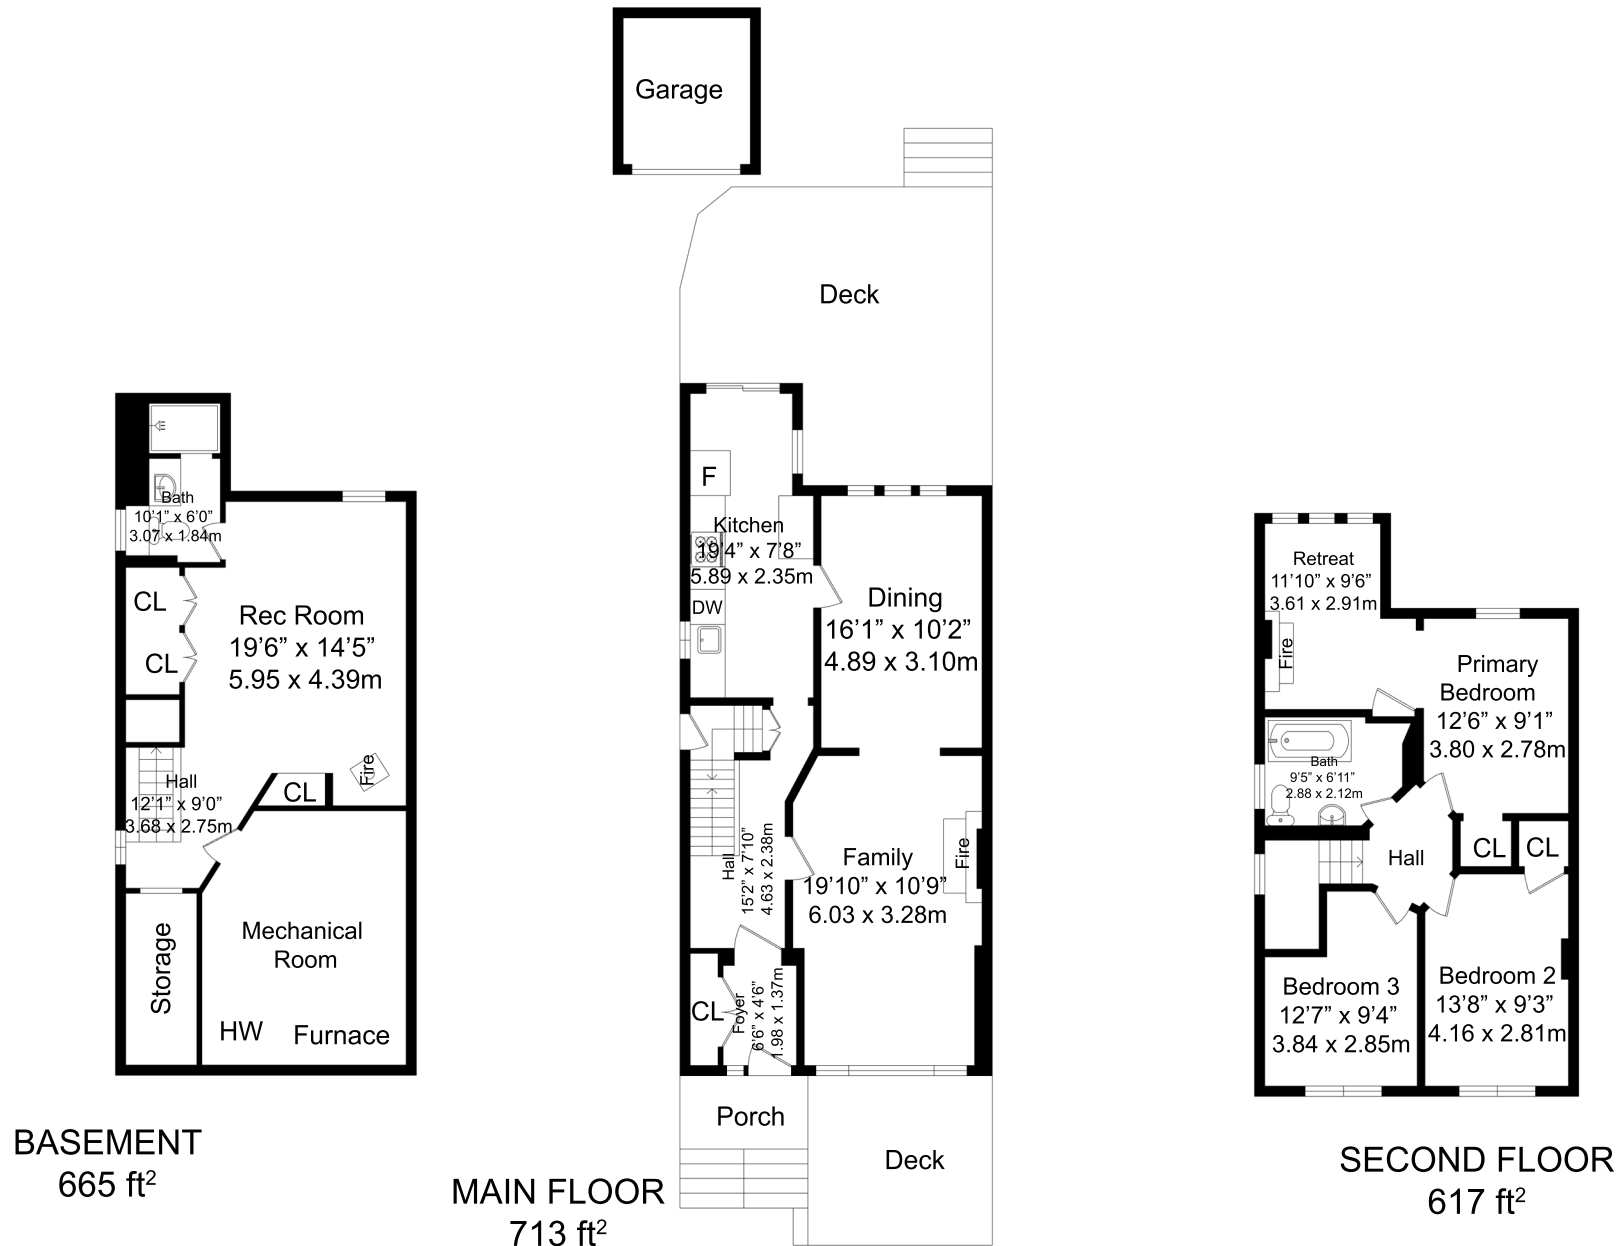 Garage
Deck
Bath
10’1” x 6’0”
3.07 x 1.84m
CL
CL
Rec Room
19’6” x 14’5”
5.95 x 4.39m
Hall
12’1” x 9’0”
3.68 x 2.75m
CL
Fire
Mechanical
Room
Storage
HW
Furnace
BASEMENT
665 ft²
F
Kitchen
19’4” x 7’8”
5.89 x 2.35m
DW
Dining
16’1” x 10’2”
4.89 x 3.10m
Hall
15’2” x 7’10”
4.63 x 2.38m
Family
19’10” x 10’9”
6.03 x 3.28m
Fire
CL
Foyer
6’6” x 4’6”
1.98 x 1.37m
Porch
Deck
MAIN FLOOR
713 ft²
Retreat
11’10” x 9’6”
3.61 x 2.91m
Fire
Primary
Bedroom
12’6” x 9’1”
3.80 x 2.78m
Bath
9’5” x 6’11”
2.88 x 2.12m
Hall
CL
CL
Bedroom 3
12’7” x 9’4”
3.84 x 2.85m
Bedroom 2
13’8” x 9’3”
4.16 x 2.81m
SECOND FLOOR
617 ft²